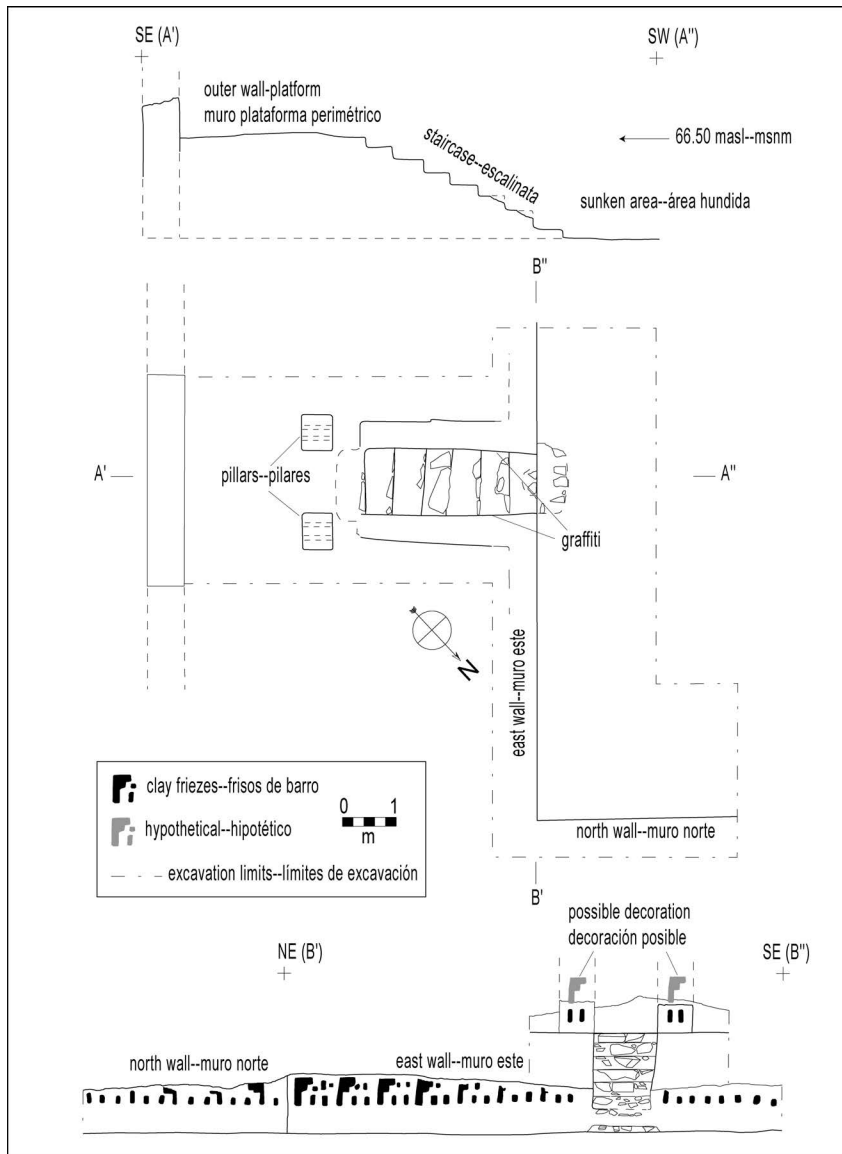 SE (A')
SW (A")
outer wall-platform
muro plataforma perimétrico
staircase--escalinata
66.50 masl--msnm
sunken area--área hundida
B"
A'
pillars--pilares
A"
graffiti
N
east wall--muro este
clay friezes--frisos de barro
0 1
m
hypothetical--hipotético
excavation limits--límites de excavación
north wall--muro norte
B'
possible decoration
decoración posible
NE (B')
SE (B")
north wall--muro norte
east wall--muro este